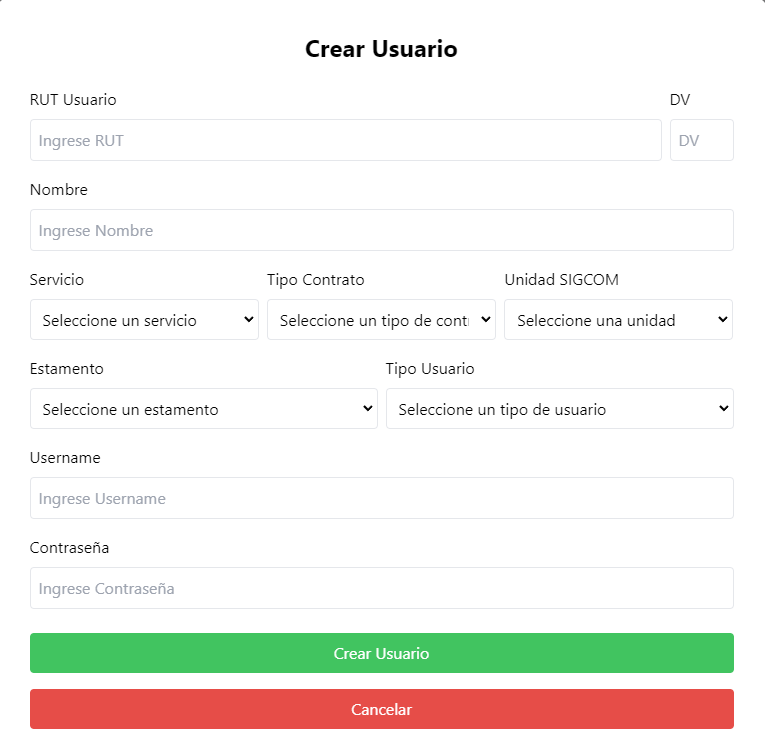 Crear Usuario
RUT Usuario DV
Ingrese RUT DV
Nombre
Ingrese Nombre
Servicio Tipo Contrato Unidad SIGCOM
Seleccione un servicio Seleccione un tipo de cont Seleccione una unidad
Estamento Tipo Usuario
Seleccione un estamento Seleccione un tipo de usuario
Username
Ingrese Username
Contraseña
Ingrese Contraseña
Crear Usuario
Cancelar